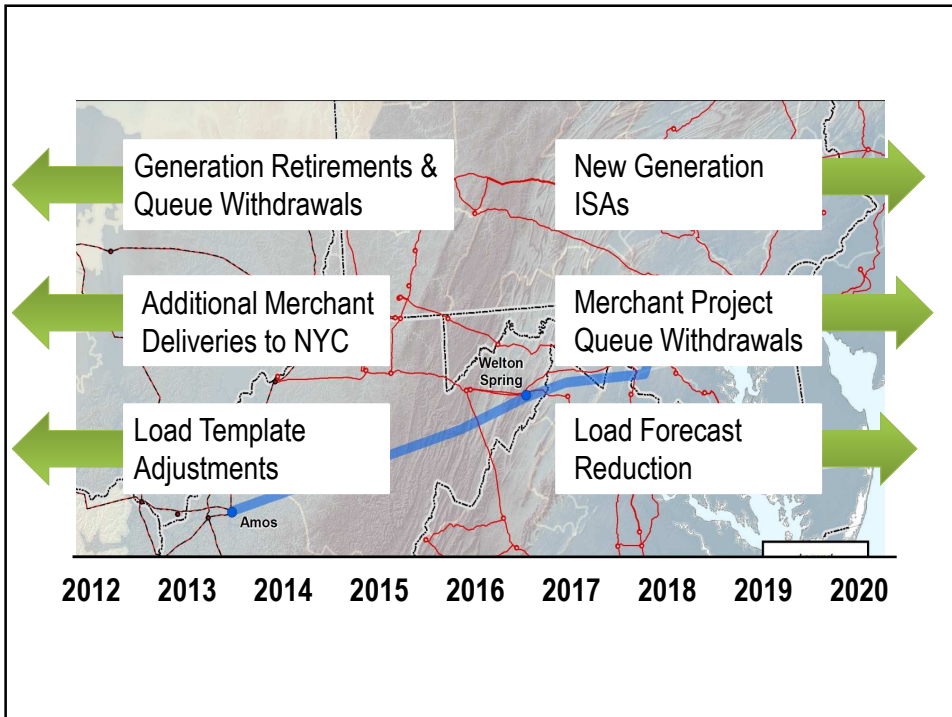 Generation Retirements &
Queue Withdrawals
New Generation
ISAs
Additional Merchant
Deliveries to NYC
Merchant Project
Queue Withdrawals
Welton
Spring
Load Template
Adjustments
Load Forecast
Reduction
Amos
2012 2013 2014 2015 2016 2017 2018 2019 2020